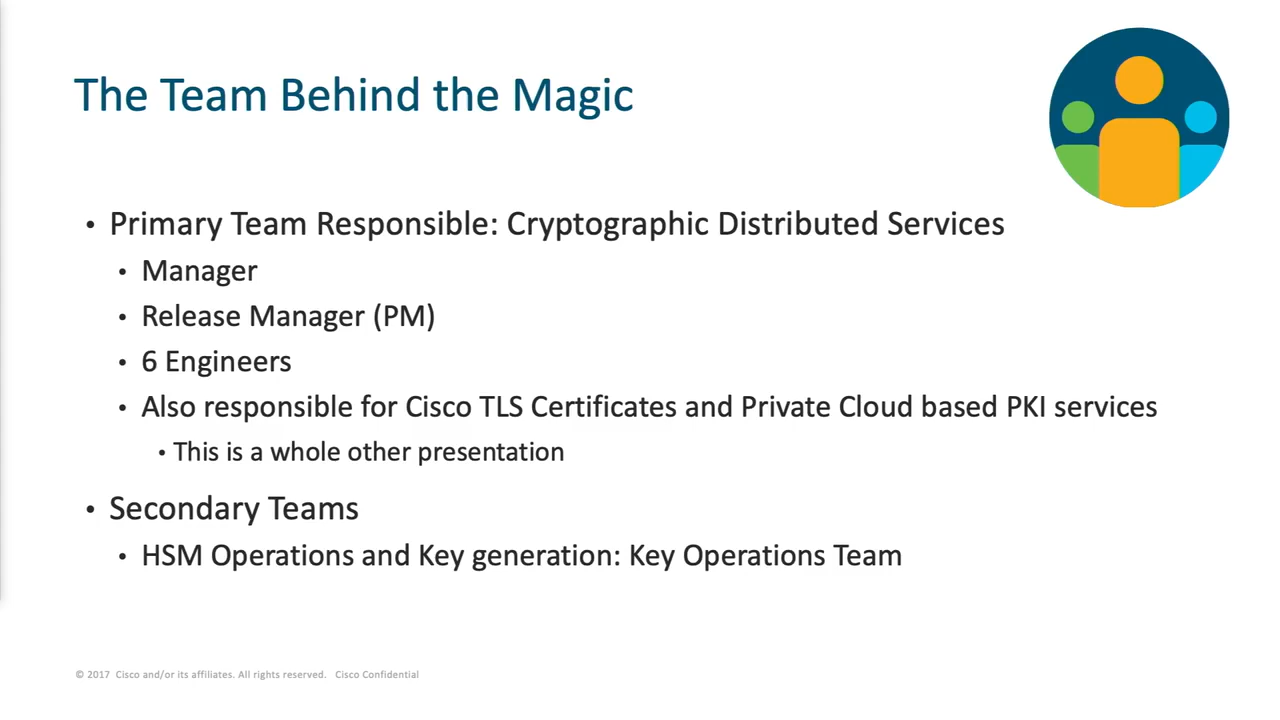 The Team Behind the Magic
• Primary Team Responsible: Cryptographic Distributed Services
• Manager
• Release Manager (PM)
• 6 Engineers
• Also responsible for Cisco TLS Certificates and Private Cloud based PKI services
• This is a whole other presentation
• Secondary Teams
• HSM Operations and Key generation: Key Operations Team
© 2017 Cisco and/or its affiliates. All rights reserved. Cisco Confidential